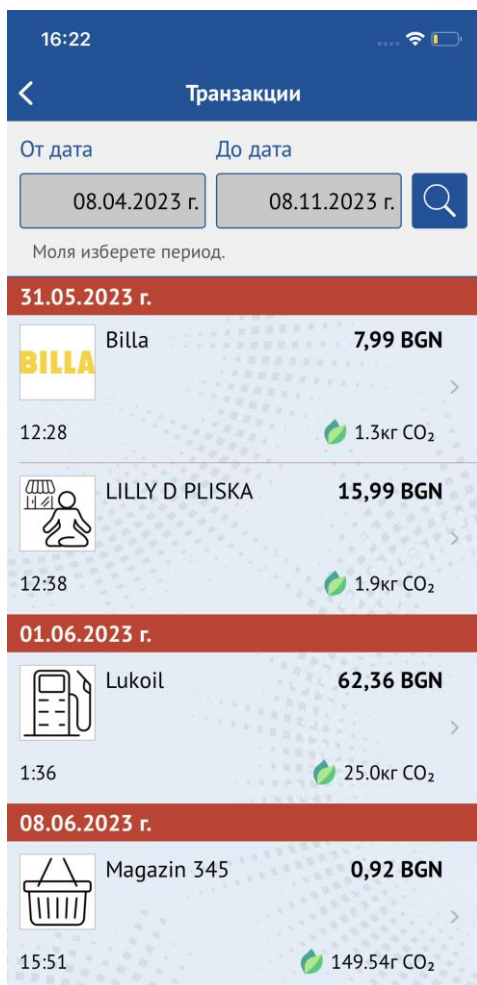 16:22
Транзакции
От дата До дата
08.04.2023 г. 08.11.2023 г.
Моля изберете период.
31.05.2023 г.
BILLA Billa 7,99 BGN
12:28 1.3кг CO₂
LILLY D PLISKA 15,99 BGN
12:38 1.9кг CO₂
01.06.2023 г.
Lukoil 62,36 BGN
1:36 25.0кг CO₂
08.06.2023 г.
Magazin 345 0,92 BGN
15:51 149.54г CO₂